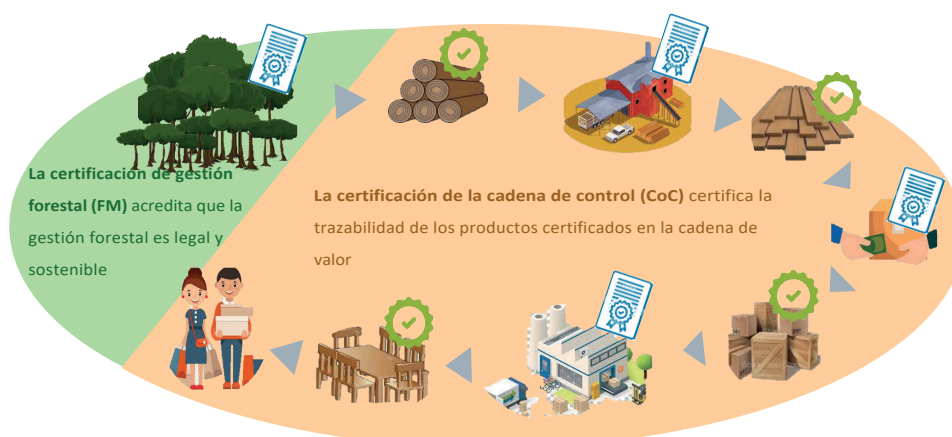 La certificación de gestión
forestal (FM) acredita que la
gestión forestal es legal y
sostenible
La certificación de la cadena de control (CoC) certifica la
trazabilidad de los productos certificados en la cadena de
valor